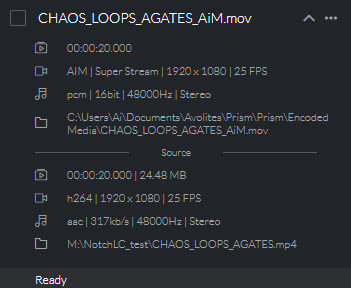 CHAOS_LOOPS_AGATES_AiM.mov
00:00:20.000
AIM | Super Stream | 1920 x 1080 | 25 FPS
pcm | 16bit | 48000Hz | Stereo
C:\Users\Ai\Documents\Avolites\Prism\Prism\Encoded
Media\CHAOS_LOOPS_AGATES_AiM.mov
Source
00:00:20.000 | 24.48 MB
h264 | 1920 x 1080 | 25 FPS
aac | 317kb/s | 48000Hz | Stereo
M:\NotchLC_test\CHAOS_LOOPS_AGATES.mp4
Ready